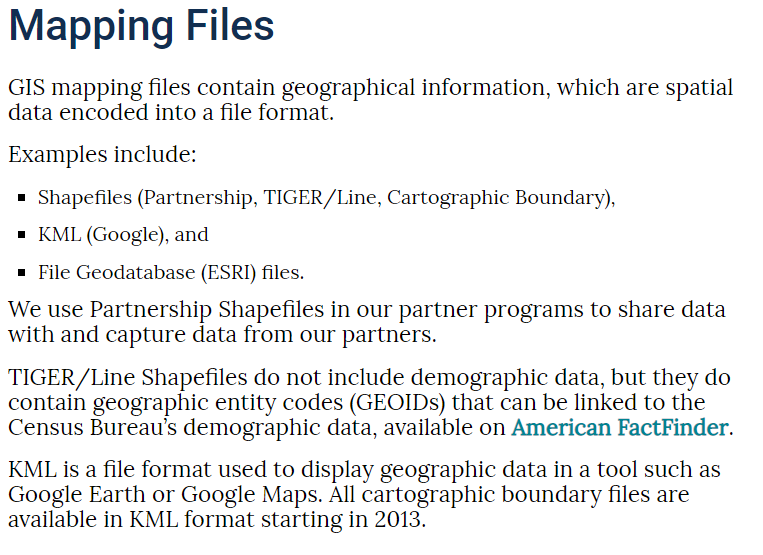 Mapping Files
GIS mapping files contain geographical information, which are spatial
data encoded into a file format.
Examples include:
▪ Shapefiles (Partnership, TIGER/Line, Cartographic Boundary),
▪ KML (Google), and
▪ File Geodatabase (ESRI) files.
We use Partnership Shapefiles in our partner programs to share data
with and capture data from our partners.
TIGER/Line Shapefiles do not include demographic data, but they do
contain geographic entity codes (GEOIDs) that can be linked to the
Census Bureau’s demographic data, available on American FactFinder.
KML is a file format used to display geographic data in a tool such as
Google Earth or Google Maps. All cartographic boundary files are
available in KML format starting in 2013.